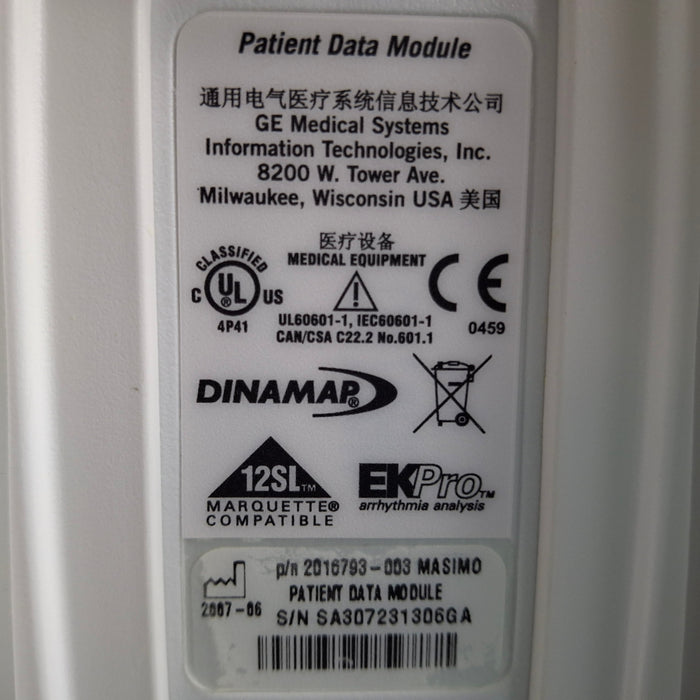 Patient Data Module
通用电气医疗系统信息技术公司
GE Medical Systems
Information Technologies, Inc.
8200 W. Tower Ave.
Milwaukee, Wisconsin USA 美国
医疗设备
MEDICAL EQUIPMENT
CLASSIFIED
C UL® US
4P41
UL60601-1, IEC60601-1
CAN/CSA C22.2 No.601.1
CE
0459
DINAMAP®
12SL™
MARQUETTE®
COMPATIBLE
EKPro™
arrhythmia analysis
p/n 2016793-003 MASIMO
PATIENT DATA MODULE
2007-06
S/N SA307231306GA